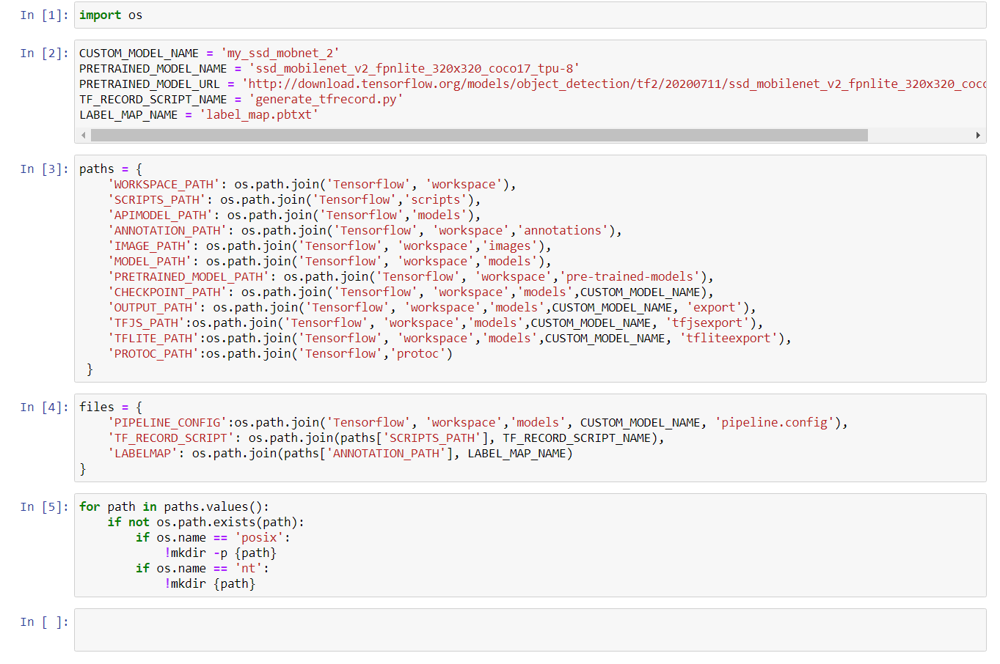 In [1]: import os
In [2]: CUSTOM_MODEL_NAME = 'my_ssd_mobnet_2'
PRETRAINED_MODEL_NAME = 'ssd_mobilenet_v2_fpnlite_320x320_coco17_tpu-8'
PRETRAINED_MODEL_URL = 'http://download.tensorflow.org/models/object_detection/tf2/20200711/ssd_mobilenet_v2_fpnlite_320x320_coco
TF_RECORD_SCRIPT_NAME = 'generate_tfrecord.py'
LABEL_MAP_NAME = 'label_map.pbtxt'
In [3]: paths = {
    'WORKSPACE_PATH': os.path.join('Tensorflow', 'workspace'),
    'SCRIPTS_PATH': os.path.join('Tensorflow','scripts'),
    'APIMODEL_PATH': os.path.join('Tensorflow','models'),
    'ANNOTATION_PATH': os.path.join('Tensorflow', 'workspace','annotations'),
    'IMAGE_PATH': os.path.join('Tensorflow', 'workspace','images'),
    'MODEL_PATH': os.path.join('Tensorflow', 'workspace','models'),
    'PRETRAINED_MODEL_PATH': os.path.join('Tensorflow', 'workspace','pre-trained-models'),
    'CHECKPOINT_PATH': os.path.join('Tensorflow', 'workspace','models',CUSTOM_MODEL_NAME),
    'OUTPUT_PATH': os.path.join('Tensorflow', 'workspace','models',CUSTOM_MODEL_NAME, 'export'),
    'TFJS_PATH':os.path.join('Tensorflow', 'workspace','models',CUSTOM_MODEL_NAME, 'tfjsexport'),
    'TFLITE_PATH':os.path.join('Tensorflow', 'workspace','models',CUSTOM_MODEL_NAME, 'tfliteexport'),
    'PROTOC_PATH':os.path.join('Tensorflow','protoc')
 }
In [4]: files = {
    'PIPELINE_CONFIG':os.path.join('Tensorflow', 'workspace','models', CUSTOM_MODEL_NAME, 'pipeline.config'),
    'TF_RECORD_SCRIPT': os.path.join(paths['SCRIPTS_PATH'], TF_RECORD_SCRIPT_NAME),
    'LABELMAP': os.path.join(paths['ANNOTATION_PATH'], LABEL_MAP_NAME)
}
In [5]: for path in paths.values():
    if not os.path.exists(path):
        if os.name == 'posix':
            !mkdir -p {path}
        if os.name == 'nt':
            !mkdir {path}
In [ ]: